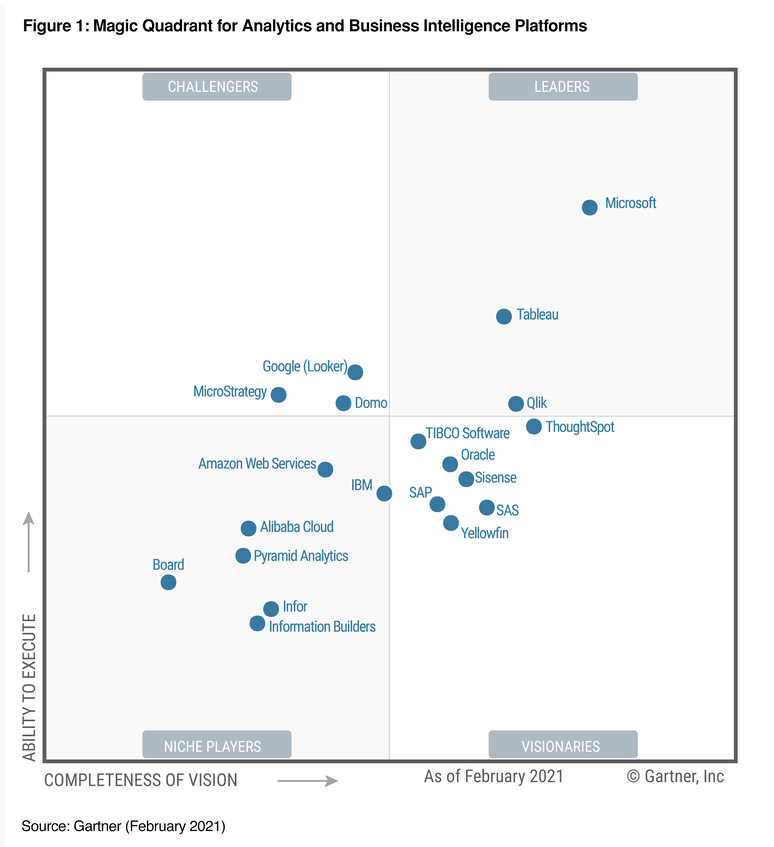 Figure 1: Magic Quadrant for Analytics and Business Intelligence Platforms
CHALLENGERS
LEADERS
Microsoft
Tableau
Google (Looker)
MicroStrategy
Domo
Qlik
ThoughtSpot
TIBCO Software
Oracle
Amazon Web Services
Sisense
IBM
SAP
SAS
Yellowfin
Alibaba Cloud
Pyramid Analytics
Board
Infor
Information Builders
ABILITY TO EXECUTE
NICHE PLAYERS
VISIONARIES
COMPLETENESS OF VISION
As of February 2021
© Gartner, Inc
Source: Gartner (February 2021)